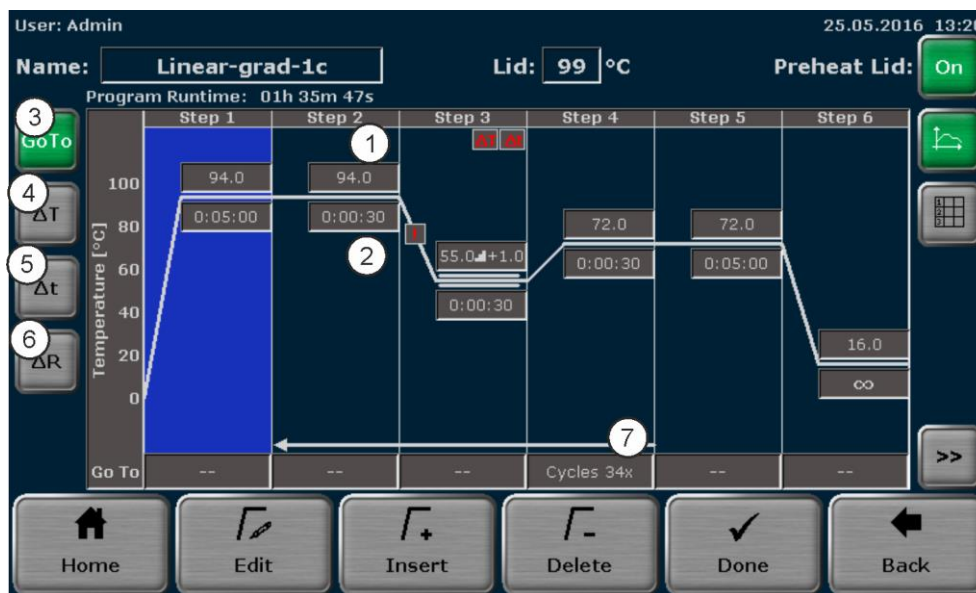 User: Admin 25.05.2016 13:20
Name: Linear-grad-1c Lid: 99 °C Preheat Lid: On
Program Runtime: 01h 35m 47s
Step 1 Step 2 Step 3 Step 4 Step 5 Step 6
3
GoTo
ΔT Δt
1
100
94.0 94.0
4
ΔT
80
0:05:00 0:00:30
72.0 72.0
2
55.0 +1.0
0:00:30 0:05:00
5
Δt
60
0:00:30
40
6
ΔR
20
16.0
∞
0
Temperature [°C]
7
>>
Go To -- -- -- Cycles 34x -- --
Home Edit Insert Delete Done Back